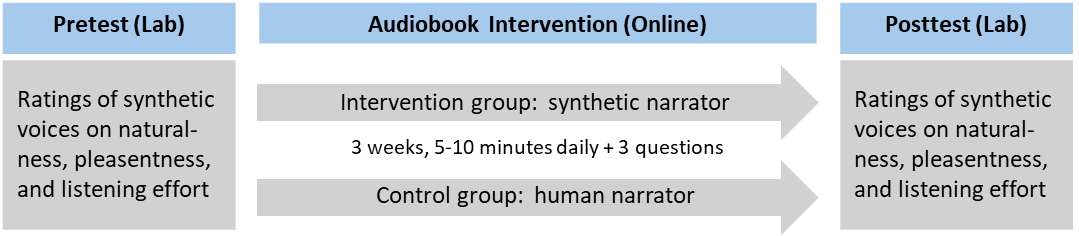 Pretest (Lab)
Ratings of synthetic
voices on natural-
ness, pleasentness,
and listening effort
Audiobook Intervention (Online)
Intervention group: synthetic narrator
3 weeks, 5-10 minutes daily + 3 questions
Control group: human narrator
Posttest (Lab)
Ratings of synthetic
voices on natural-
ness, pleasentness,
and listening effort